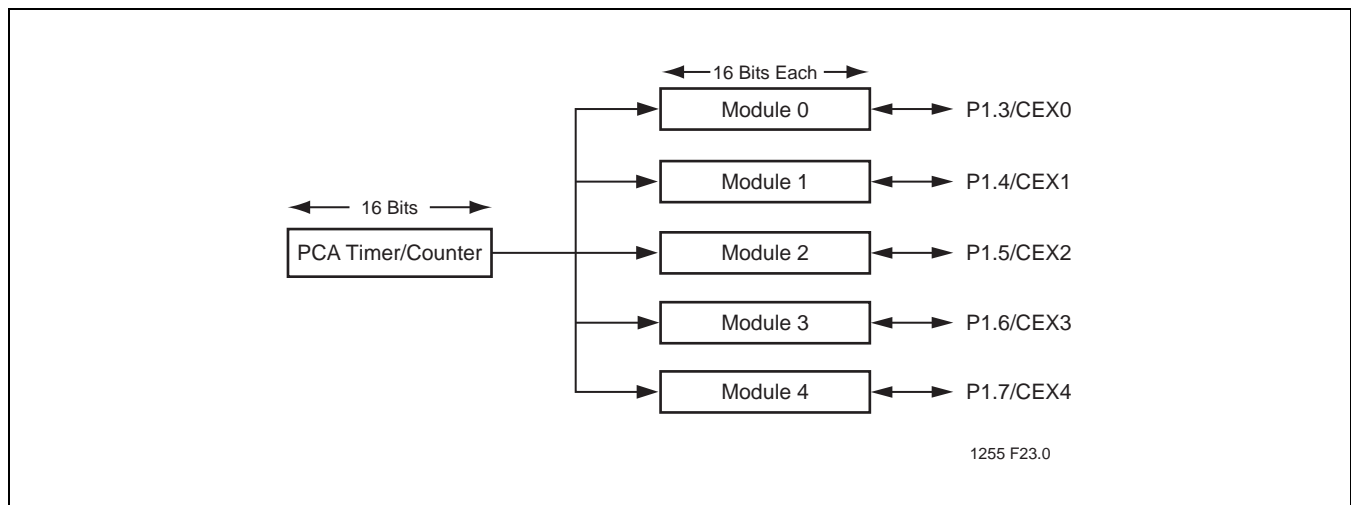 16 Bits Each
Module 0
P1.3/CEX0
Module 1
P1.4/CEX1
16 Bits
PCA Timer/Counter
Module 2
P1.5/CEX2
Module 3
P1.6/CEX3
Module 4
P1.7/CEX4
1255 F23.0